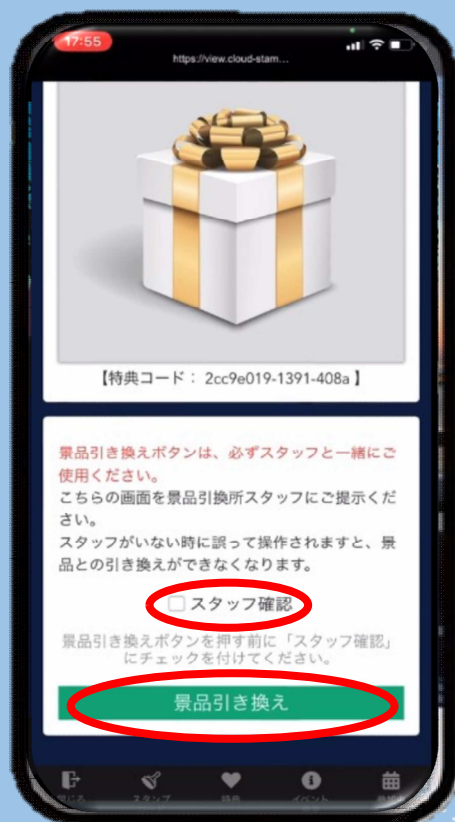 17:55
https://view.cloud-stam...
【特典コード： 2cc9e019-1391-408a 】
景品引き換えボタンは、必ずスタッフと一緒にご
使用ください。
こちらの画面を景品引換所スタッフにご提示くだ
さい。
スタッフがいない時に誤って操作されますと、景
品との引き換えができなくなります。
スタッフ確認
景品引き換えボタンを押す前に「スタッフ確認」
にチェックを付けてください。
景品引き換え
閉じる スタンプ 特典 イベント